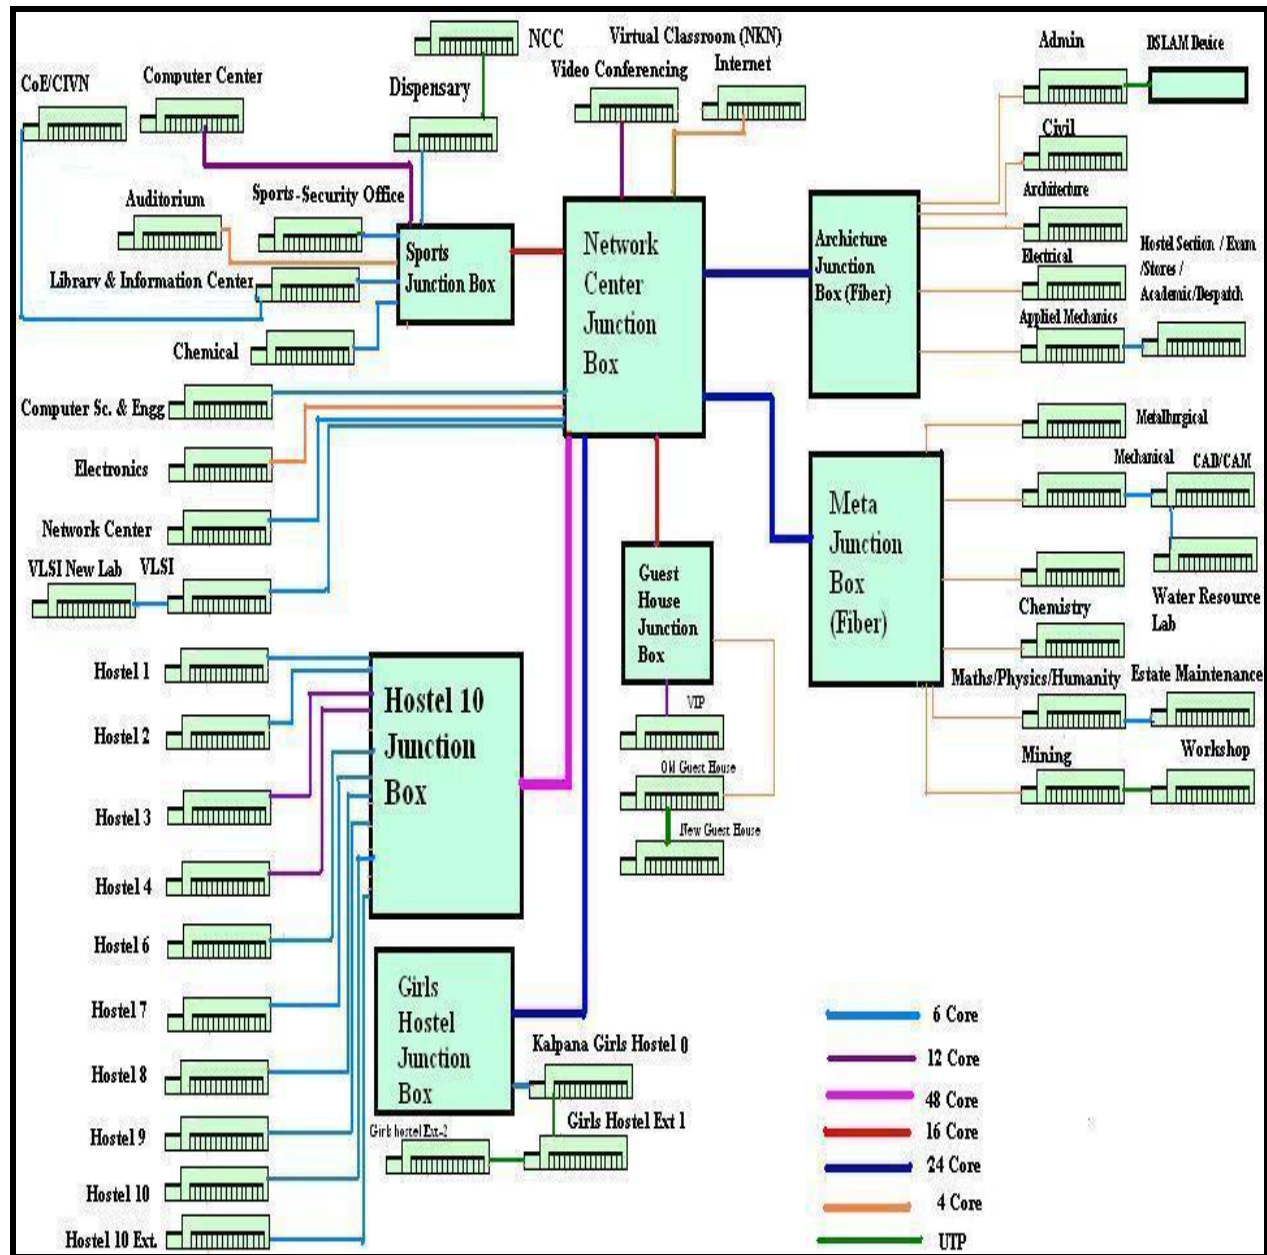 NCC
Virtual Classroom (NKN)
Video Conferencing
Internet
Admin
DSLAM Device
CoE/CIVN
Computer Center
Dispensary
Civil
Auditorium
Sports-Security Office
Architecture
Sports
Junction Box
Network
Center
Junction
Box
Archicture
Junction
Box (Fiber)
Electrical
Hostel Section / Exam
/Stores /
Academic/Despatch
Library & Information Center
Applied Mechanics
Chemical
Computer Sc. & Engg
Metallurgical
Electronics
Mechanical
CAD/CAM
Network Center
Meta
Junction
Box
(Fiber)
VLSI New Lab
VLSI
Guest
House
Junction
Box
Chemistry
Water Resource
Lab
Hostel 1
Hostel 2
Hostel 3
Hostel 4
Hostel 6
Hostel 7
Hostel 8
Hostel 9
Hostel 10
Hostel 10 Ext.
Hostel 10
Junction
Box
VIP
Old Guest House
New Guest House
Maths/Physics/Humanity
Estate Maintenance
Mining
Workshop
Girls
Hostel
Junction
Box
Kalpana Girls Hostel 0
Girls Hostel Ext 1
Girls hostel Ext-2
6 Core
12 Core
48 Core
16 Core
24 Core
4 Core
UTP